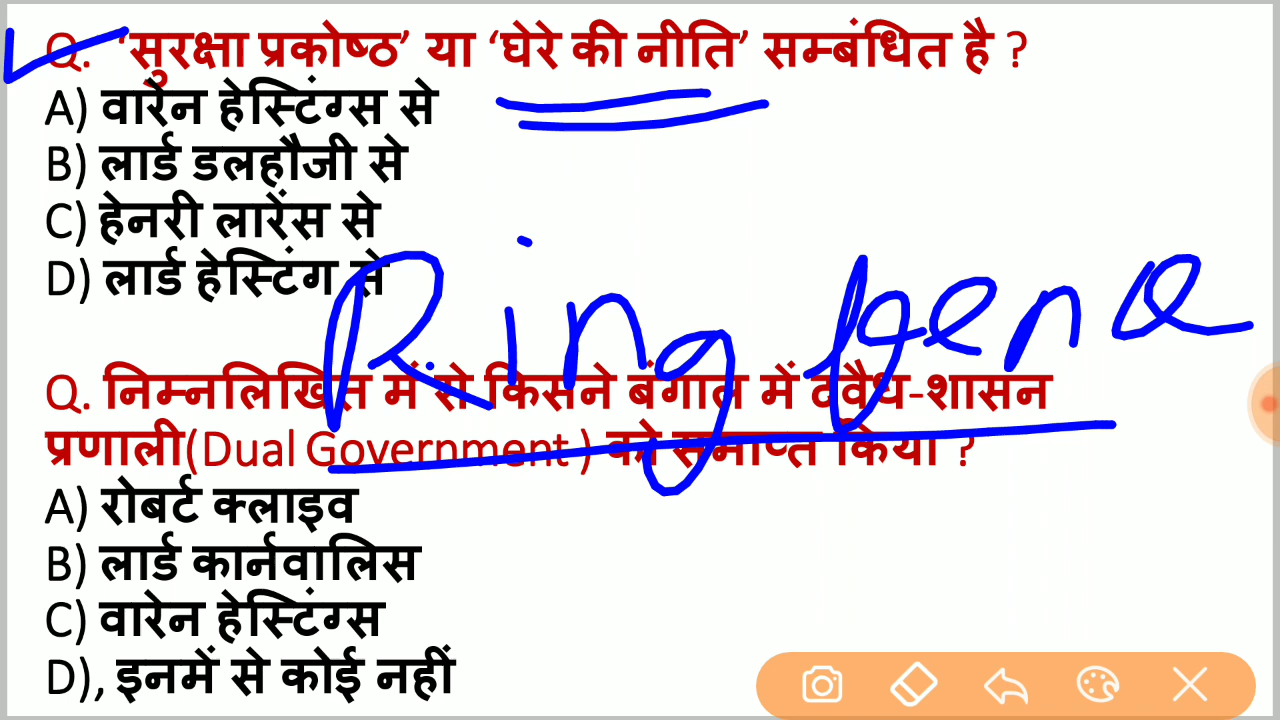 Q. ‘सुरक्षा प्रकोष्ठ’ या ‘घेरे की नीति’ सम्बंधित है ?
A) वारेन हेस्टिंग्स से
B) लार्ड डलहौजी से
C) हेनरी लारेंस से
D) लार्ड हेस्टिंग से
Ring fence
Q. निम्नलिखित में से किसने बंगाल में द्वैध-शासन
प्रणाली(Dual Government ) को समाप्त किया ?
A) रोबर्ट क्लाइव
B) लार्ड कार्नवालिस
C) वारेन हेस्टिंग्स
D), इनमें से कोई नहीं